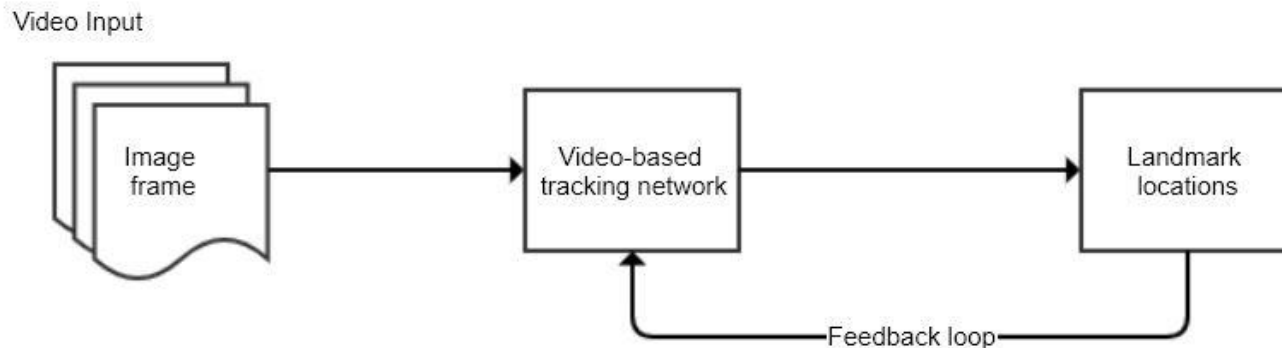 Video Input
Image
frame
Video-based
tracking network
Landmark
locations
Feedback loop